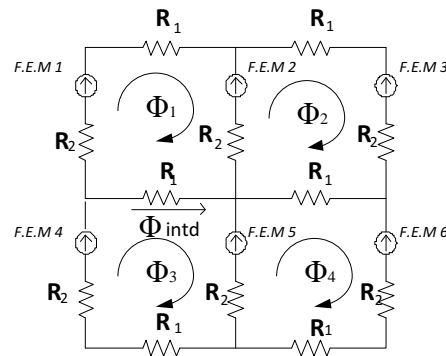 R1 R1
F.E.M 1 F.E.M 2 F.E.M 3
Φ1 Φ2
R2 R2 R2
R1 R1
Φintd
F.E.M 4 F.E.M 5 F.E.M 6
Φ3 Φ4
R2 R2 R2
R1 R1